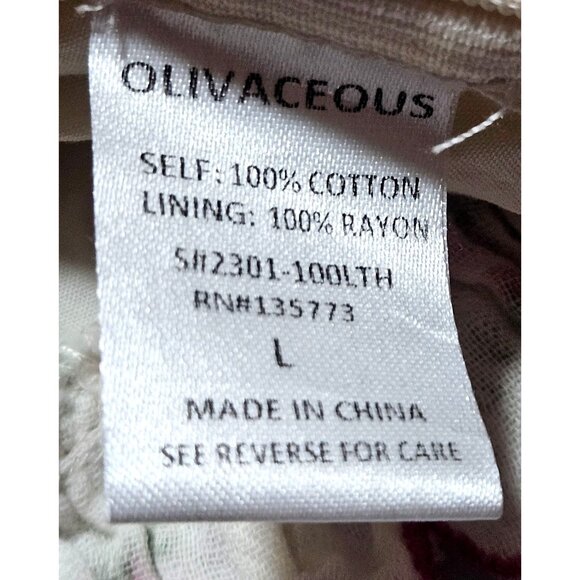 OLIVACEOUS
SELF: 100% COTTON
LINING: 100% RAYON
S#2301-100LTH
RN#135773
L
MADE IN CHINA
SEE REVERSE FOR CARE